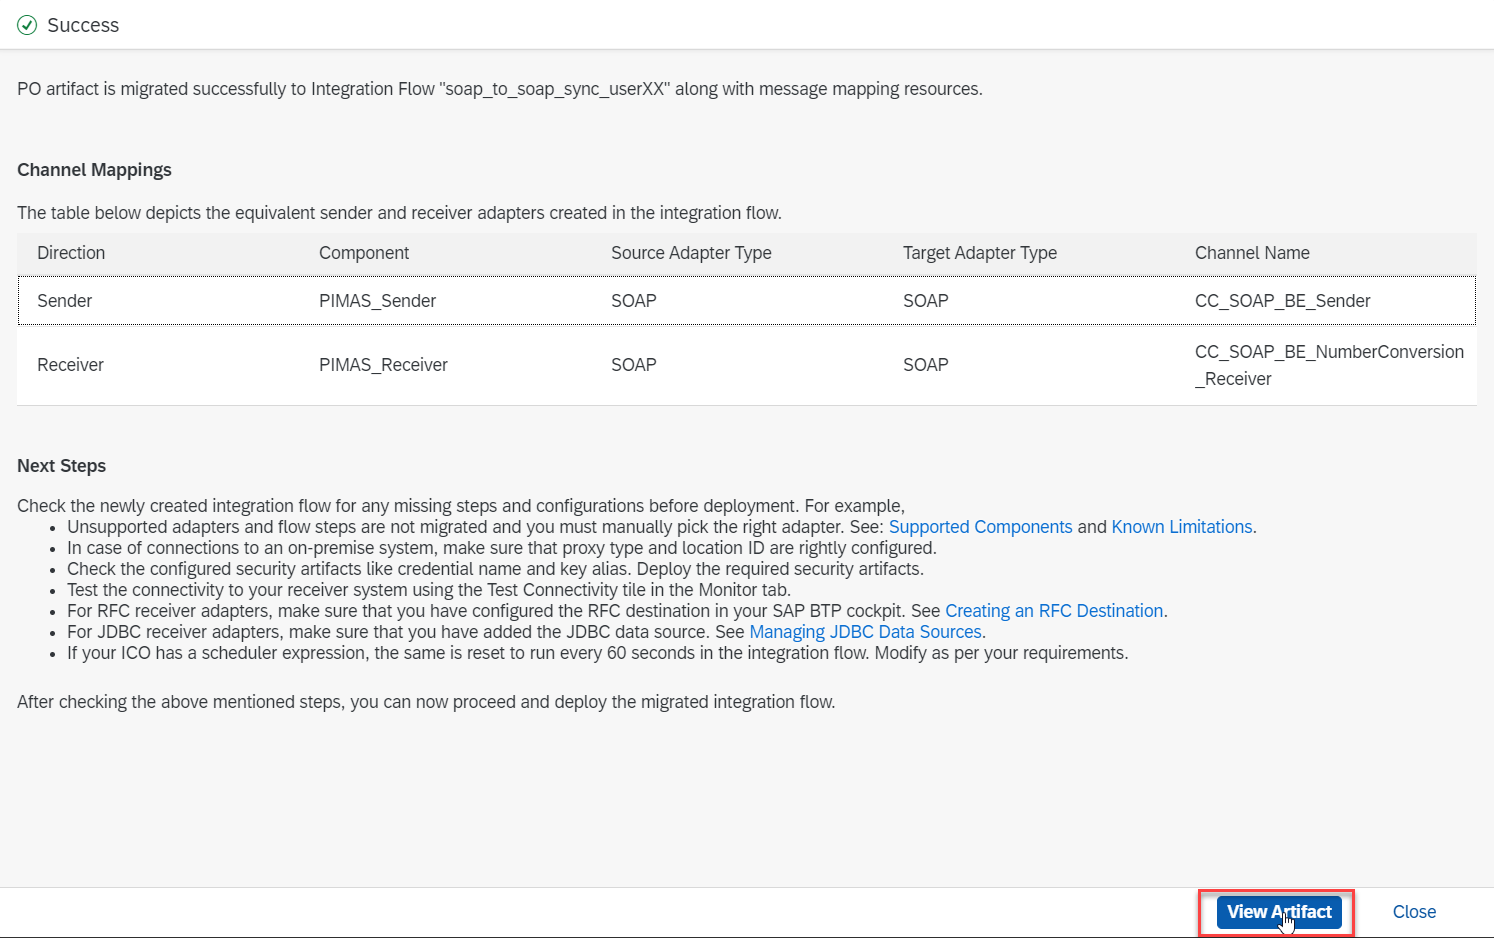 Success
PO artifact is migrated successfully to Integration Flow "soap_to_soap_sync_userXX" along with message mapping resources.
Channel Mappings
The table below depicts the equivalent sender and receiver adapters created in the integration flow.
Direction Component Source Adapter Type Target Adapter Type Channel Name
Sender PIMAS_Sender SOAP SOAP CC_SOAP_BE_Sender
Receiver PIMAS_Receiver SOAP SOAP CC_SOAP_BE_NumberConversion
_Receiver
Next Steps
Check the newly created integration flow for any missing steps and configurations before deployment. For example,
• Unsupported adapters and flow steps are not migrated and you must manually pick the right adapter. See: Supported Components and Known Limitations.
• In case of connections to an on-premise system, make sure that proxy type and location ID are rightly configured.
• Check the configured security artifacts like credential name and key alias. Deploy the required security artifacts.
• Test the connectivity to your receiver system using the Test Connectivity tile in the Monitor tab.
• For RFC receiver adapters, make sure that you have configured the RFC destination in your SAP BTP cockpit. See Creating an RFC Destination.
• For JDBC receiver adapters, make sure that you have added the JDBC data source. See Managing JDBC Data Sources.
• If your ICO has a scheduler expression, the same is reset to run every 60 seconds in the integration flow. Modify as per your requirements.
After checking the above mentioned steps, you can now proceed and deploy the migrated integration flow.
View Artifact Close